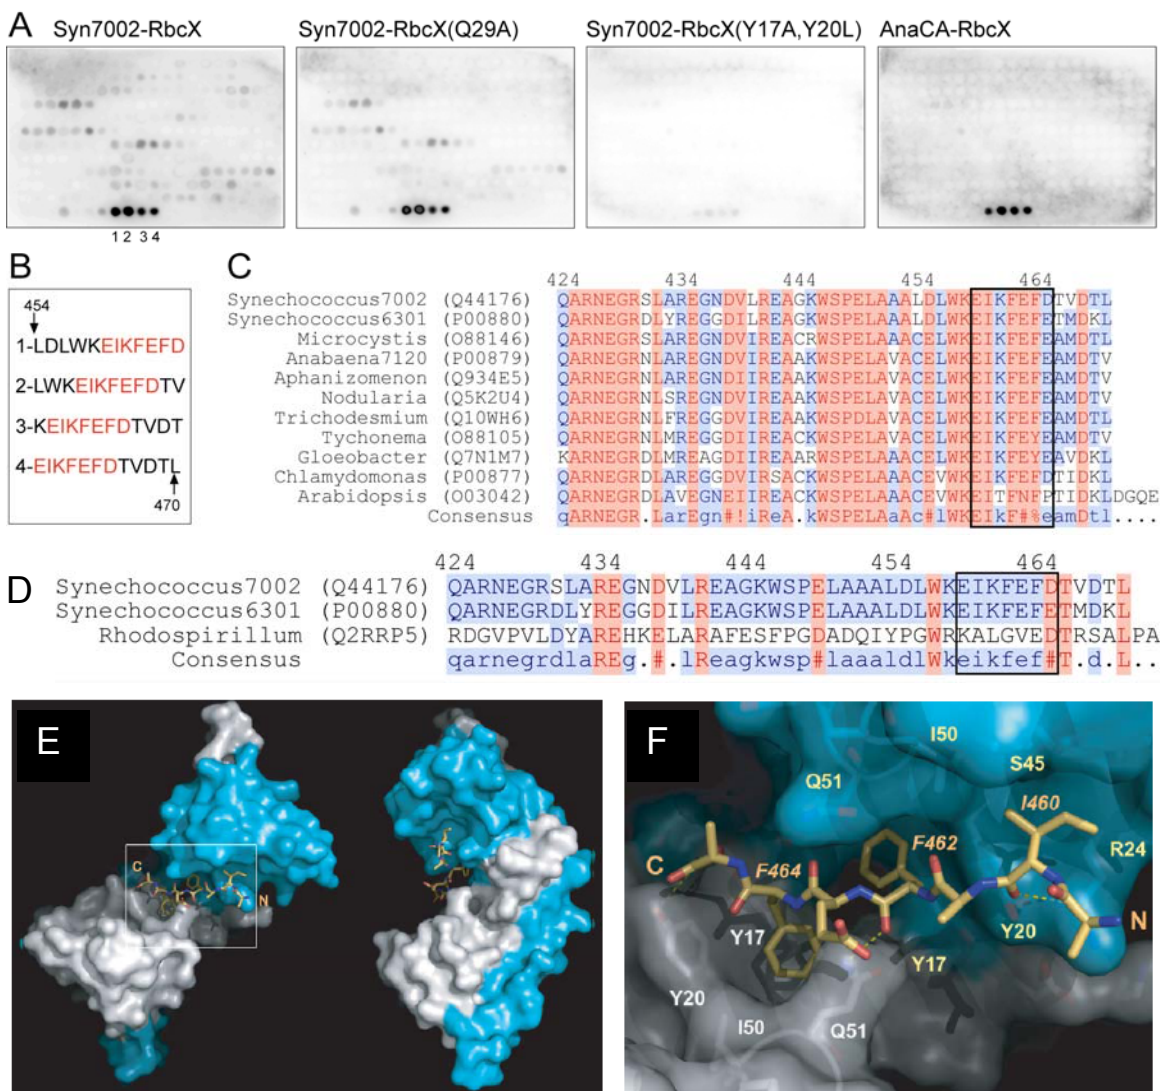 A
Syn7002-RbcX
Syn7002-RbcX(Q29A)
Syn7002-RbcX(Y17A,Y20L)
AnaCA-RbcX
1 2 3 4
B
454
1-LDLWKEIKFEFD
2-LWKEIKFEFDTV
3-KEIKFEFDTVDT
4-EIKFEFDTVDTL
470
C
424 434 444 454 464
Synechococcus7002 (Q44176) QARNEGRSLAREGNDVLREAGKWSPELAAALDLWKEIKFEFDTVDTL
Synechococcus6301 (P00880) QARNEGRDLYREGGDILREAGKWSPELAAALDLWKEIKFEFETMDKL
Microcystis (O88146) QARNEGRNLAREGNDVIREACRWSPELAAACELWKEIKFEFEAMDTL
Anabaena7120 (P00879) QARNEGRNLAREGNDVIREAAKWSPELAVACELWKEIKFEFEAMDTV
Aphanizomenon (Q934E5) QARNEGRNLAREGNDIIREAAKWSPELAVACELWKEIKFEFEAMDTV
Nodularia (Q5K2U4) QARNEGRNLSREGNDVIREAAKWSPELAVACELWKEIKFEFEAMDTV
Trichodesmium (Q10WH6) QARNEGRNLFREGGDVIREACKWSPDLAVACELWKEIKFEFEAMDTL
Tychonema (O88105) QARNEGRNLMREGGDVIREAAKWSPELAVACELWKEIKFEYEAMDTV
Gloeobacter (Q7N1M7) KARNEGRDLMREAGDIIREAARWSPELAAACELWKEIKFEYEAVDKL
Chlamydomonas (P00877) QARNEGRDLAREGGDVIRSACKWSPELAAACEVWKEIKFEFDTIDKL
Arabidopsis (O03042) QARNEGRDLAVEGNEIIREACKWSPELAAACEVWKEITFNFPTIDKLDGQE
Consensus qARNEGR.LarEgn#!iReA.kWSPELAaAc#lWKEIkF#%eamDtl....
D
424 434 444 454 464
Synechococcus7002 (Q44176) QARNEGRSLAREGNDVLREAGKWSPELAAALDLWKEIKFEFDTVDTL
Synechococcus6301 (P00880) QARNEGRDLYREGGDILREAGKWSPELAAALDLWKEIKFEFETMDKL
Rhodospirillum (Q2RRP5) RDGVPVLDYAREHKELARAFESFPGDADQIYPGWRKALGVEDTRSALPA
Consensus qarnegrdlaREg.#.lReagkwsp#laaaldlWkeikfef#T.d.L..
E
C
N
F
I50
Q51
S45
I460
F462
R24
C
F464
N
Y17
Y20
Y17
Y20
I50
Q51